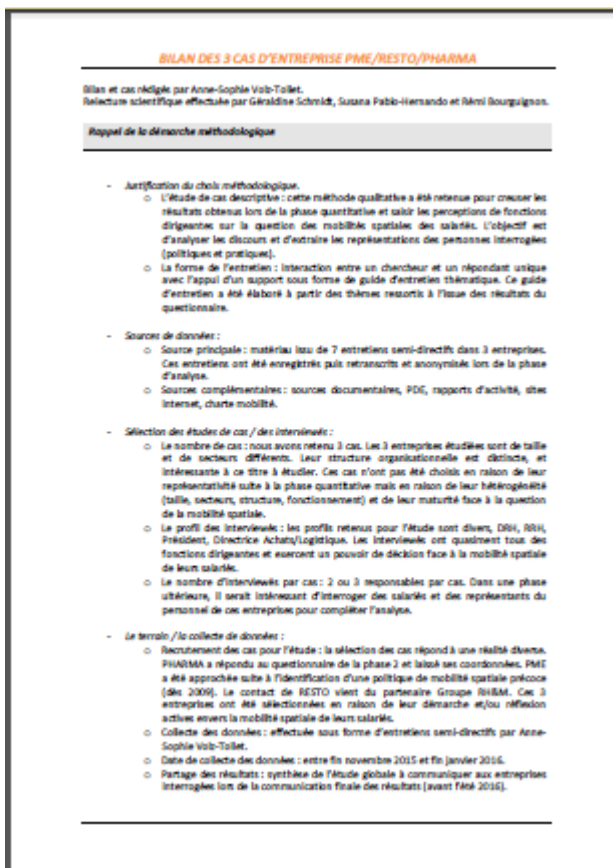 BILAN DES 3 CAS D'ENTREPRISE PME/RESTO/PHARMA
Bilan et cas rédigés par Anne-Sophie Volz-Tollet.
Relecture scientifique effectuée par Géraldine Schmidt, Susana Pablo-Hernando et Rémi Bourguignon.
Rappel de la démarche méthodologique
- Justification du choix méthodologique.
o L'étude de cas descriptive : cette méthode qualitative a été retenue pour creuser les
résultats obtenus lors de la phase quantitative et saisir les perceptions de fonctions
dirigeantes sur la question des mobilités spatiales des salariés. L'objectif est
d'analyser les discours et d'extraire les représentations des personnes interrogées
(politiques et pratiques).
o La forme de l'entretien : interaction entre un chercheur et un répondant unique
avec l'appui d'un support sous forme de guide d'entretien thématique. Ce guide
d'entretien a été élaboré à partir des thèmes ressortis à l'issue des résultats du
questionnaire.
- Sources de données :
o Source principale : matériau issu de 7 entretiens semi-directifs dans 3 entreprises.
Ces entretiens ont été enregistrés puis retranscrits et anonymisés lors de la phase
d'analyse.
o Sources complémentaires : sources documentaires, PDE, rapports d'activité, sites
internet, charte mobilité.
- Sélection des études de cas / des interviewés :
o Le nombre de cas : nous avons retenu 3 cas. Les 3 entreprises étudiées sont de taille
et de secteurs différents. Leur structure organisationnelle est distincte, et
intéressante à ce titre à étudier. Ces cas n'ont pas été choisis en raison de leur
représentativité suite à la phase quantitative mais en raison de leur hétérogénéité
(taille, secteurs, structure, fonctionnement) et de leur maturité face à la question
de la mobilité spatiale.
o Le profil des interviewés : les profils retenus pour l'étude sont divers, DRH, RRH,
Président, Directrice Achats/Logistique. Les interviewés ont quasiment tous des
fonctions dirigeantes et exercent un pouvoir de décision face à la mobilité spatiale
de leurs salariés.
o Le nombre d'interviewés par cas : 2 ou 3 responsables par cas. Dans une phase
ultérieure, il serait intéressant d'interroger des salariés et des représentants du
personnel de ces entreprises pour compléter l'analyse.
- Le terrain / la collecte de données :
o Recrutement des cas pour l'étude : la sélection des cas répond à une réalité diverse.
PHARMA a répondu au questionnaire de la phase 2 et laissé ses coordonnées. PME
a été approchée suite à l'identification d'une politique de mobilité spatiale précoce
(dès 2009). Le contact de RESTO vient du partenaire Groupe RH&M. Ces 3
entreprises ont été sélectionnées en raison de leur démarche et/ou réflexion
actives envers la mobilité spatiale de leurs salariés.
o Collecte des données : effectuée sous forme d'entretiens semi-directifs par Anne-
Sophie Volz-Tollet.
o Date de collecte des données : entre fin novembre 2015 et fin janvier 2016.
o Partage des résultats : synthèse de l'étude globale à communiquer aux entreprises
interrogées lors de la communication finale des résultats (avant l'été 2016).